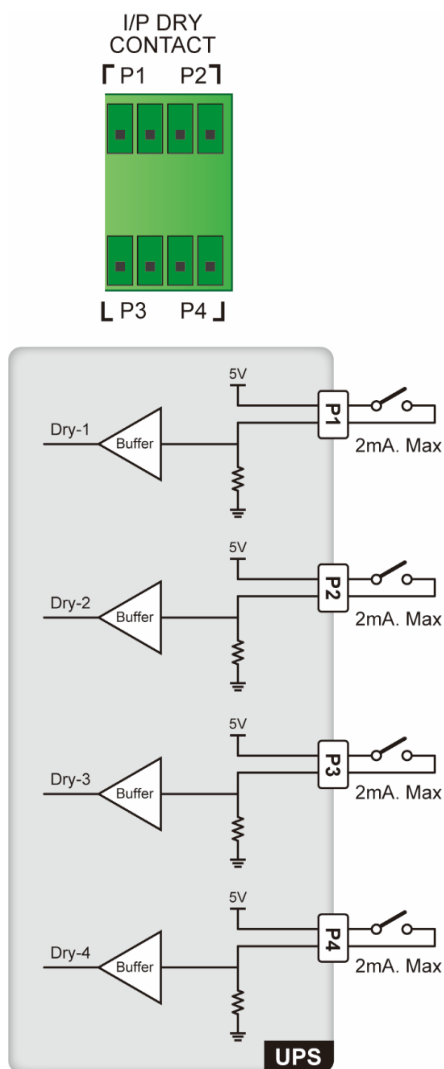 I/P DRY
CONTACT
P1 P2
P3 P4
5V
P1
Dry-1
Buffer
2mA. Max
5V
P2
Dry-2
Buffer
2mA. Max
5V
P3
Dry-3
Buffer
2mA. Max
5V
P4
Dry-4
Buffer
2mA. Max
UPS